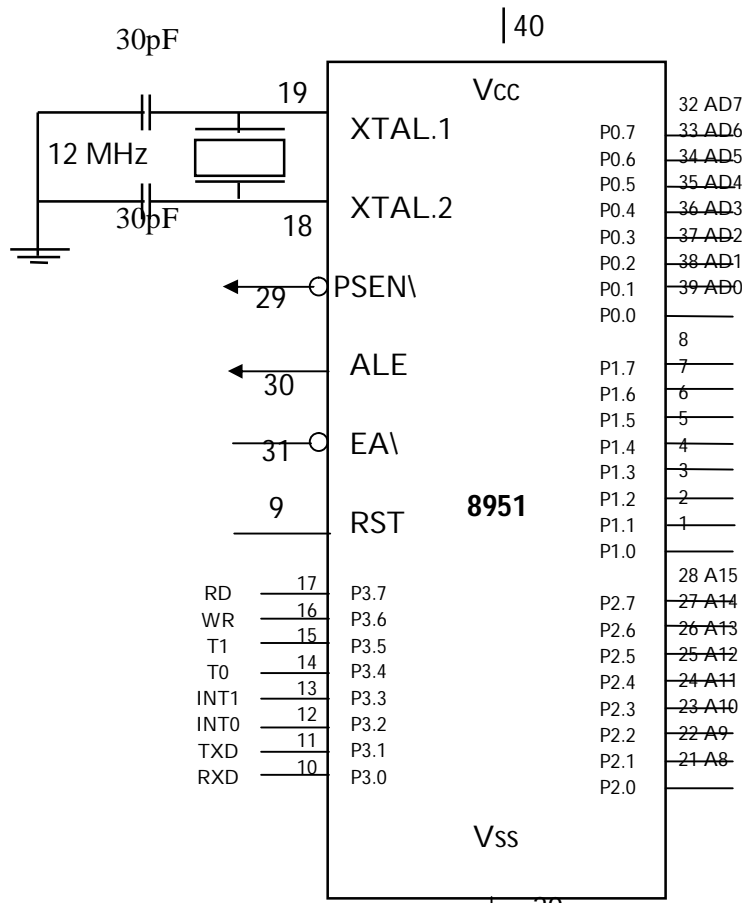 40
30pF
Vcc
19
XTAL.1
12 MHz
30pF
18
XTAL.2
29
PSEN\
30
ALE
31
EA\
9
RST
8951
RD 17 P3.7
WR 16 P3.6
T1 15 P3.5
T0 14 P3.4
INT1 13 P3.3
INT0 12 P3.2
TXD 11 P3.1
RXD 10 P3.0
32 AD7
P0.7 33 AD6
P0.6 34 AD5
P0.5 35 AD4
P0.4 36 AD3
P0.3 37 AD2
P0.2 38 AD1
P0.1 39 AD0
P0.0
8
P1.7 7
P1.6 6
P1.5 5
P1.4 4
P1.3 3
P1.2 2
P1.1 1
P1.0
28 A15
P2.7 27 A14
P2.6 26 A13
P2.5 25 A12
P2.4 24 A11
P2.3 23 A10
P2.2 22 A9
P2.1 21 A8
P2.0
Vss